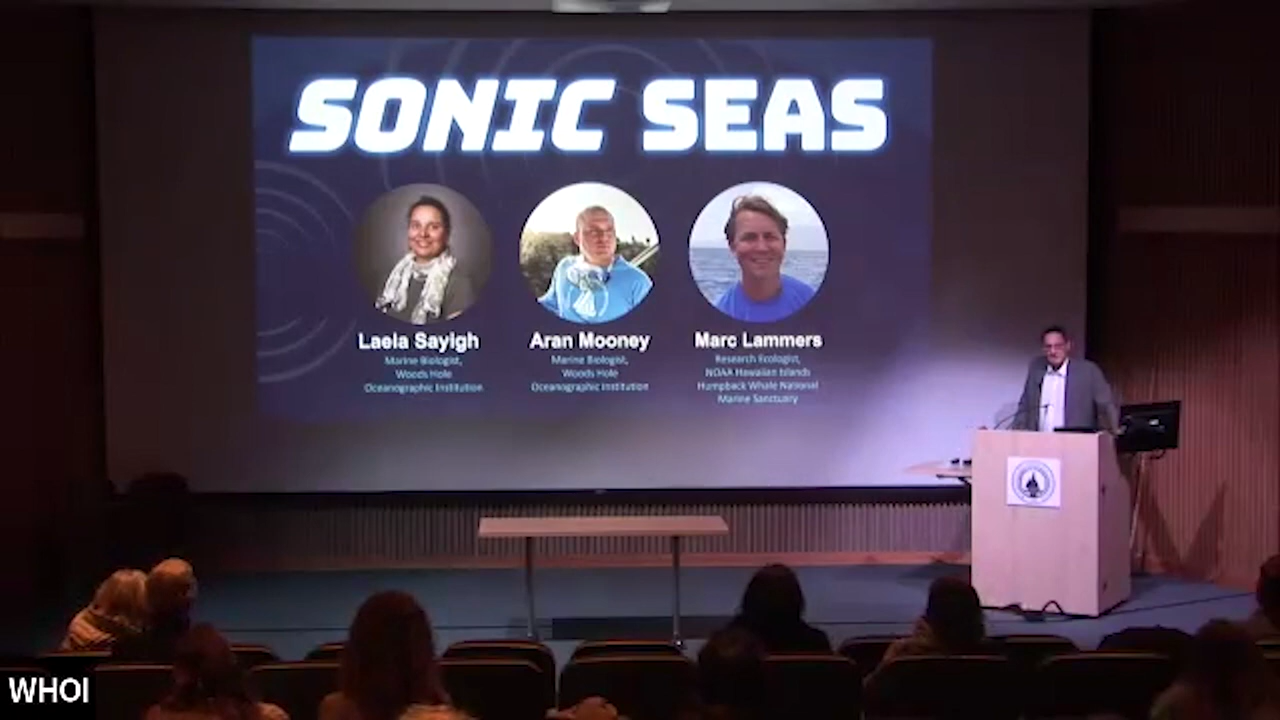 SONIC SEAS
Laela Sayigh
Marine Biologist,
Woods Hole
Oceanographic Institution
Aran Mooney
Marine Biologist,
Woods Hole
Oceanographic Institution
Marc Lammers
Research Ecologist,
NOAA Hawaiian Islands
Humpback Whale National
Marine Sanctuary
WHOI